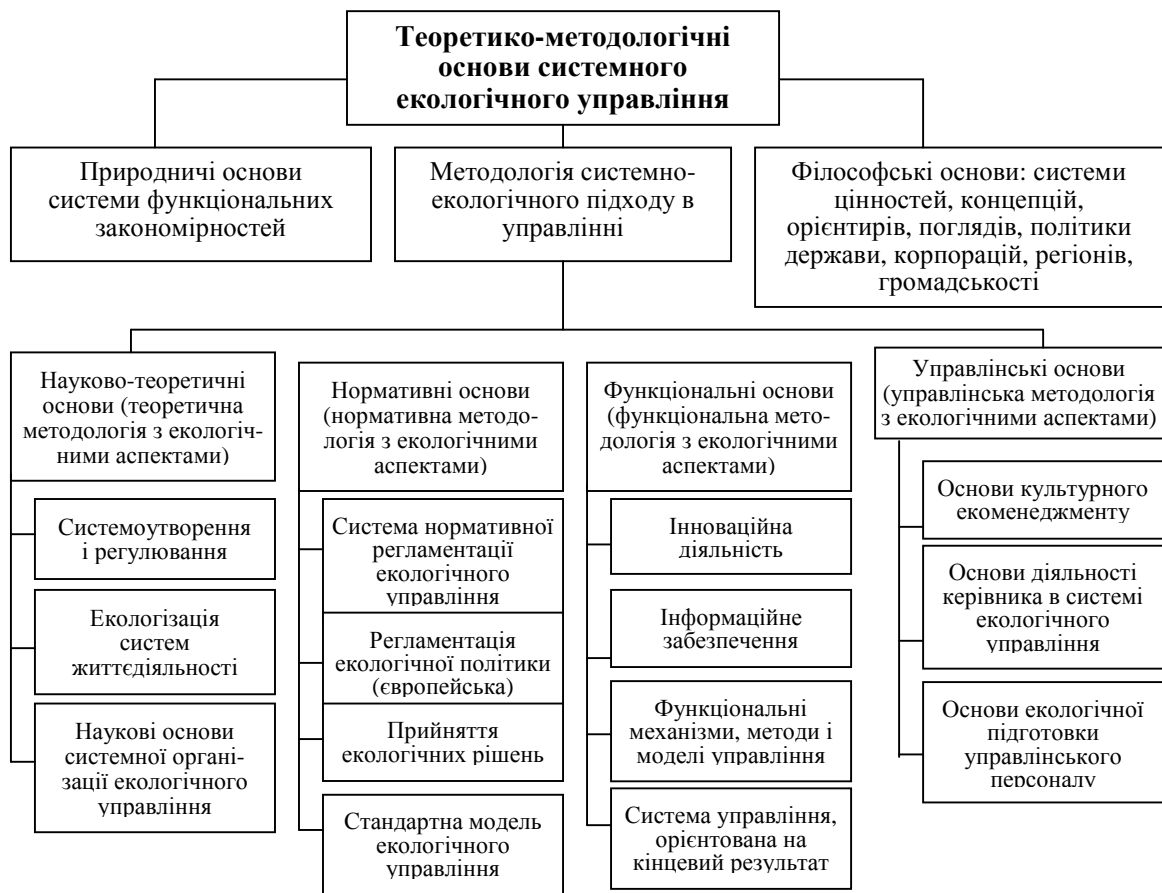 Теоретико-методологічні
основи системного
екологічного управління
Природничі основи
системи функціональних
закономірностей
Методологія системно-
екологічного підходу в
управлінні
Філософські основи: системи
цінностей, концепцій,
орієнтирів, поглядів, політики
держави, корпорацій, регіонів,
громадськості
Науково-теоретичні
основи (теоретична
методологія з екологіч-
ними аспектами)
Системоутворення
і регулювання
Екологізація
систем
життєдіяльності
Наукові основи
системної органі-
зації екологічного
управління
Нормативні основи
(нормативна методо-
логія з екологічними
аспектами)
Система нормативної
регламентації
екологічного
управління
Регламентація
екологічної політики
(європейська)
Прийняття
екологічних рішень
Стандартна модель
екологічного
управління
Функціональні основи
(функціональна мето-
дологія з екологічними
аспектами)
Інноваційна
діяльність
Інформаційне
забезпечення
Функціональні
механізми, методи і
моделі управління
Система управління,
орієнтована на
кінцевий результат
Управлінські основи
(управлінська методологія
з екологічними аспектами)
Основи культурного
екоменеджменту
Основи діяльності
керівника в системі
екологічного
управління
Основи екологічної
підготовки
управлінського
персоналу